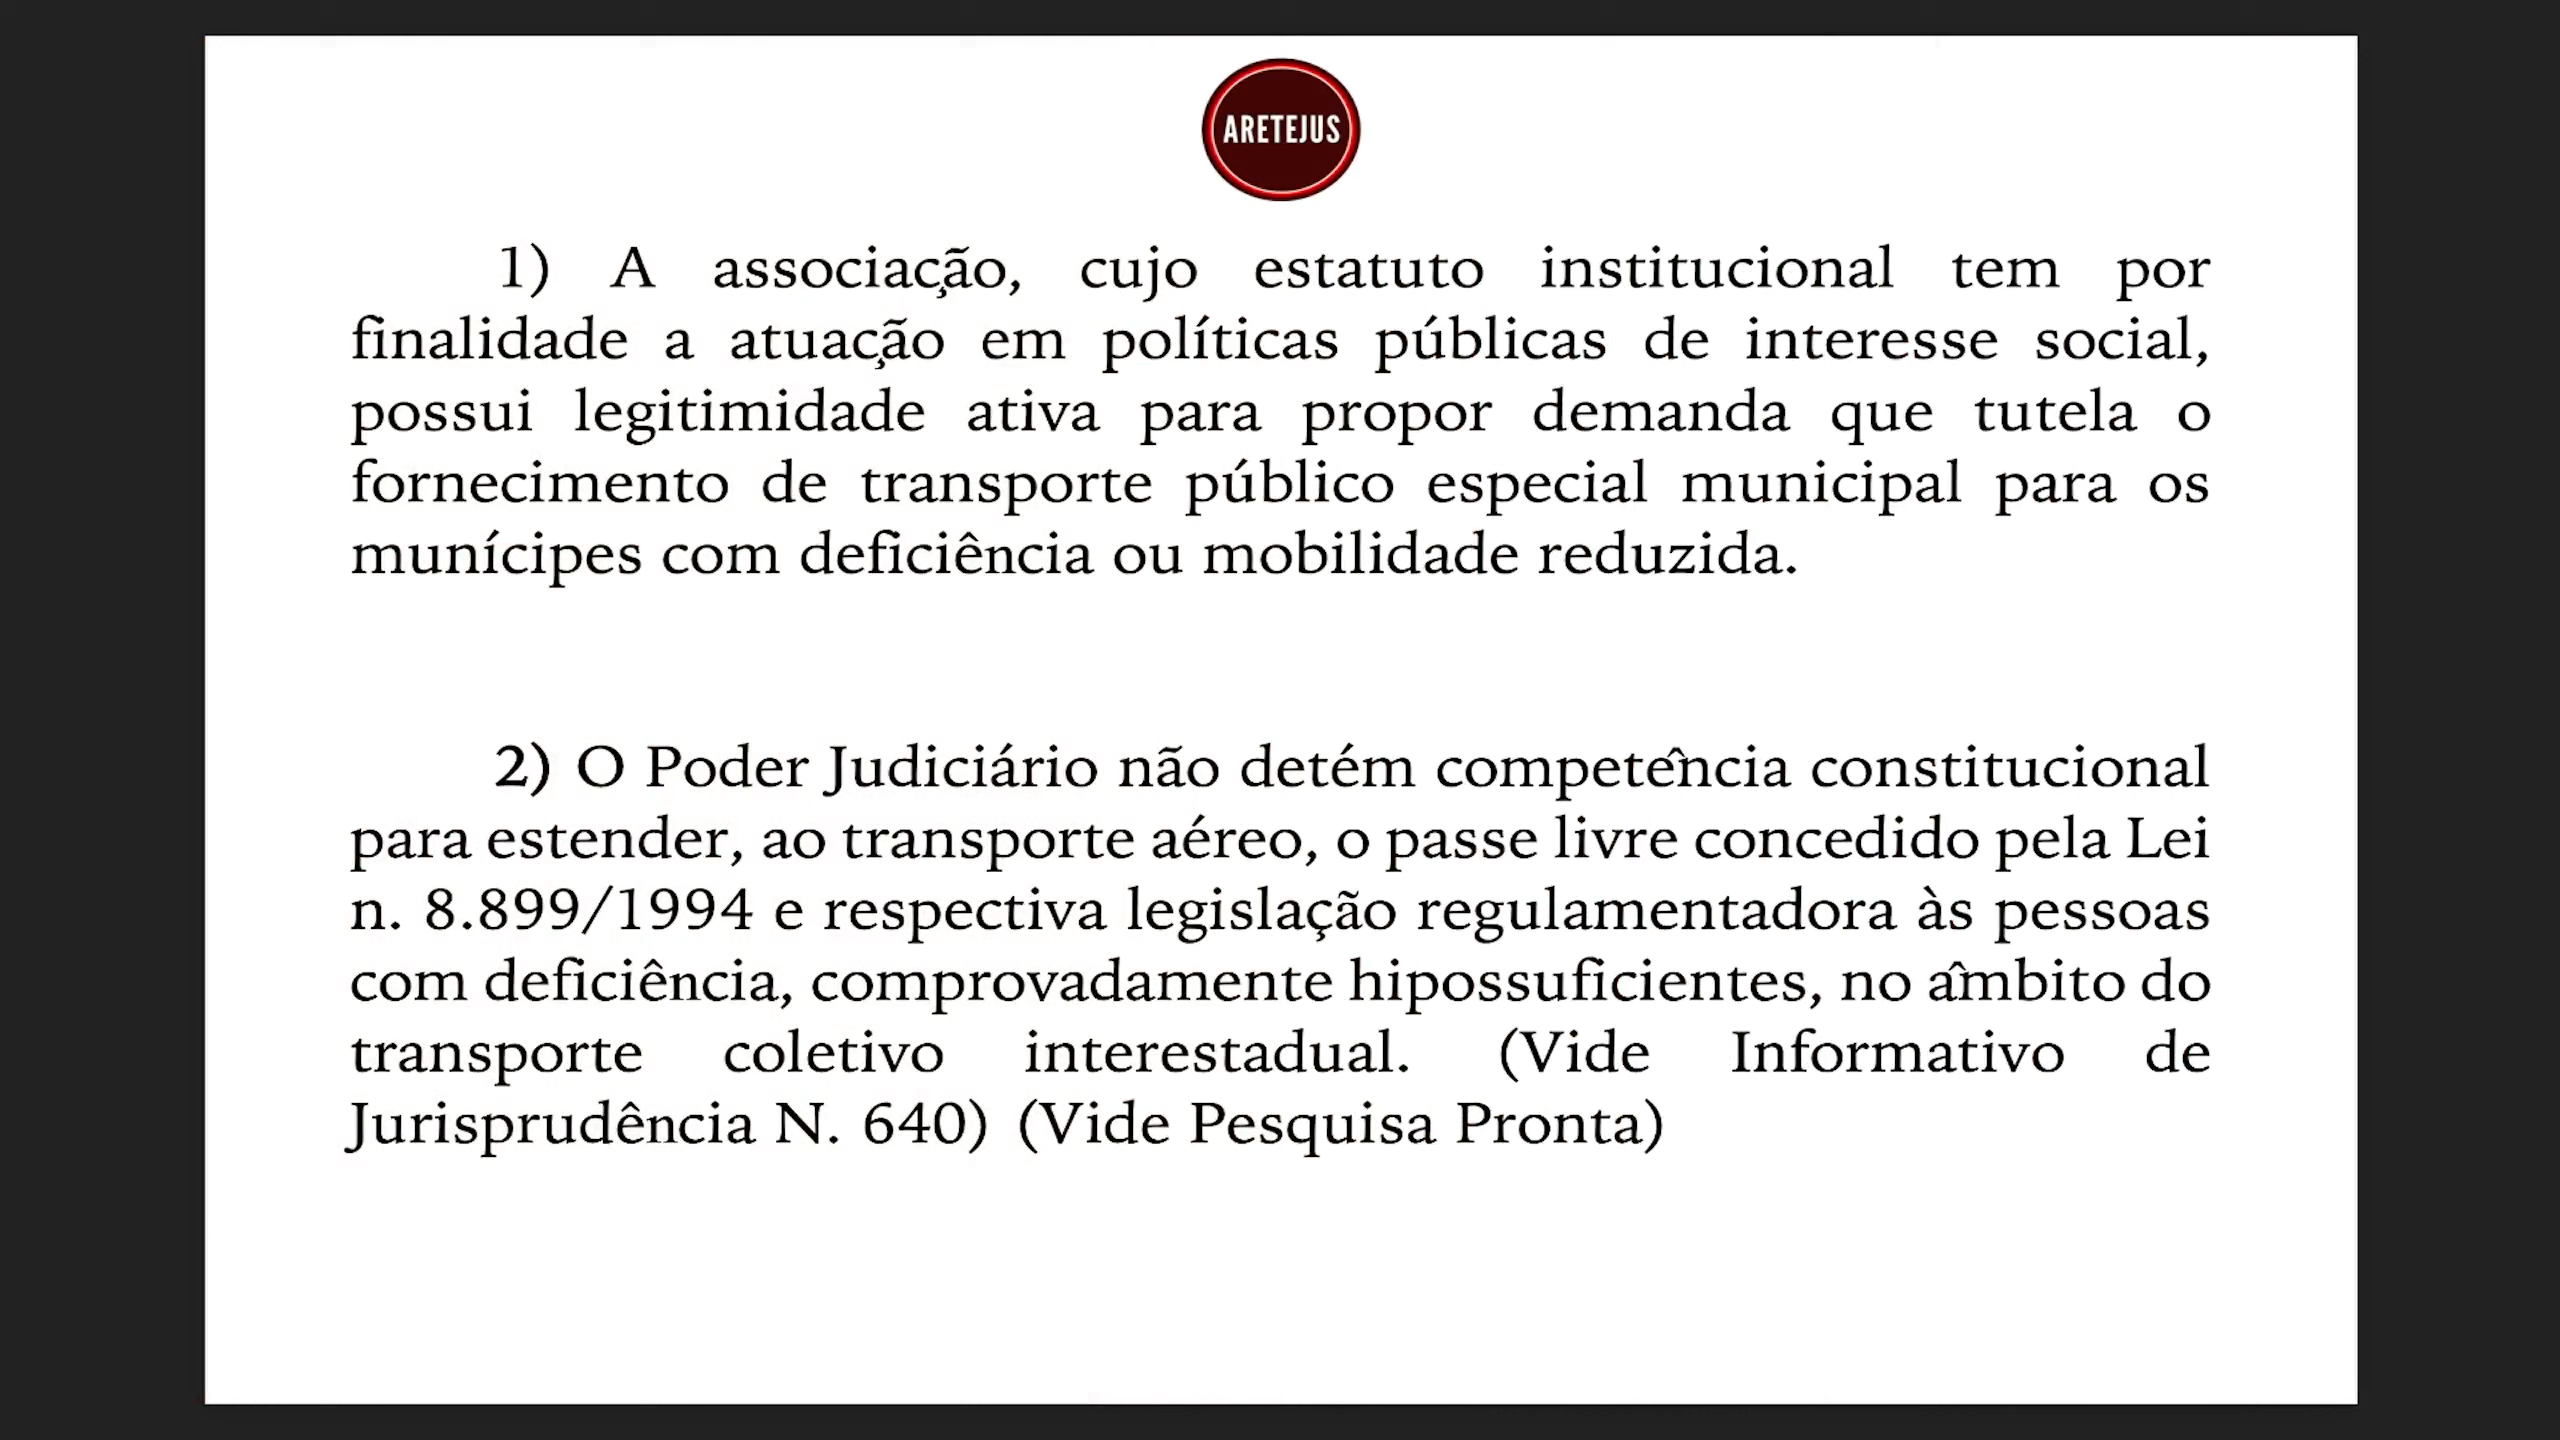 ARETEJUS
1) A associação, cujo estatuto institucional tem por
finalidade a atuação em políticas públicas de interesse social,
possui legitimidade ativa para propor demanda que tutela o
fornecimento de transporte público especial municipal para os
munícipes com deficiência ou mobilidade reduzida.
2) O Poder Judiciário não detém competência constitucional
para estender, ao transporte aéreo, o passe livre concedido pela Lei
n. 8.899/1994 e respectiva legislação regulamentadora às pessoas
com deficiência, comprovadamente hipossuficientes, no âmbito do
transporte coletivo interestadual. (Vide Informativo de
Jurisprudência N. 640) (Vide Pesquisa Pronta)